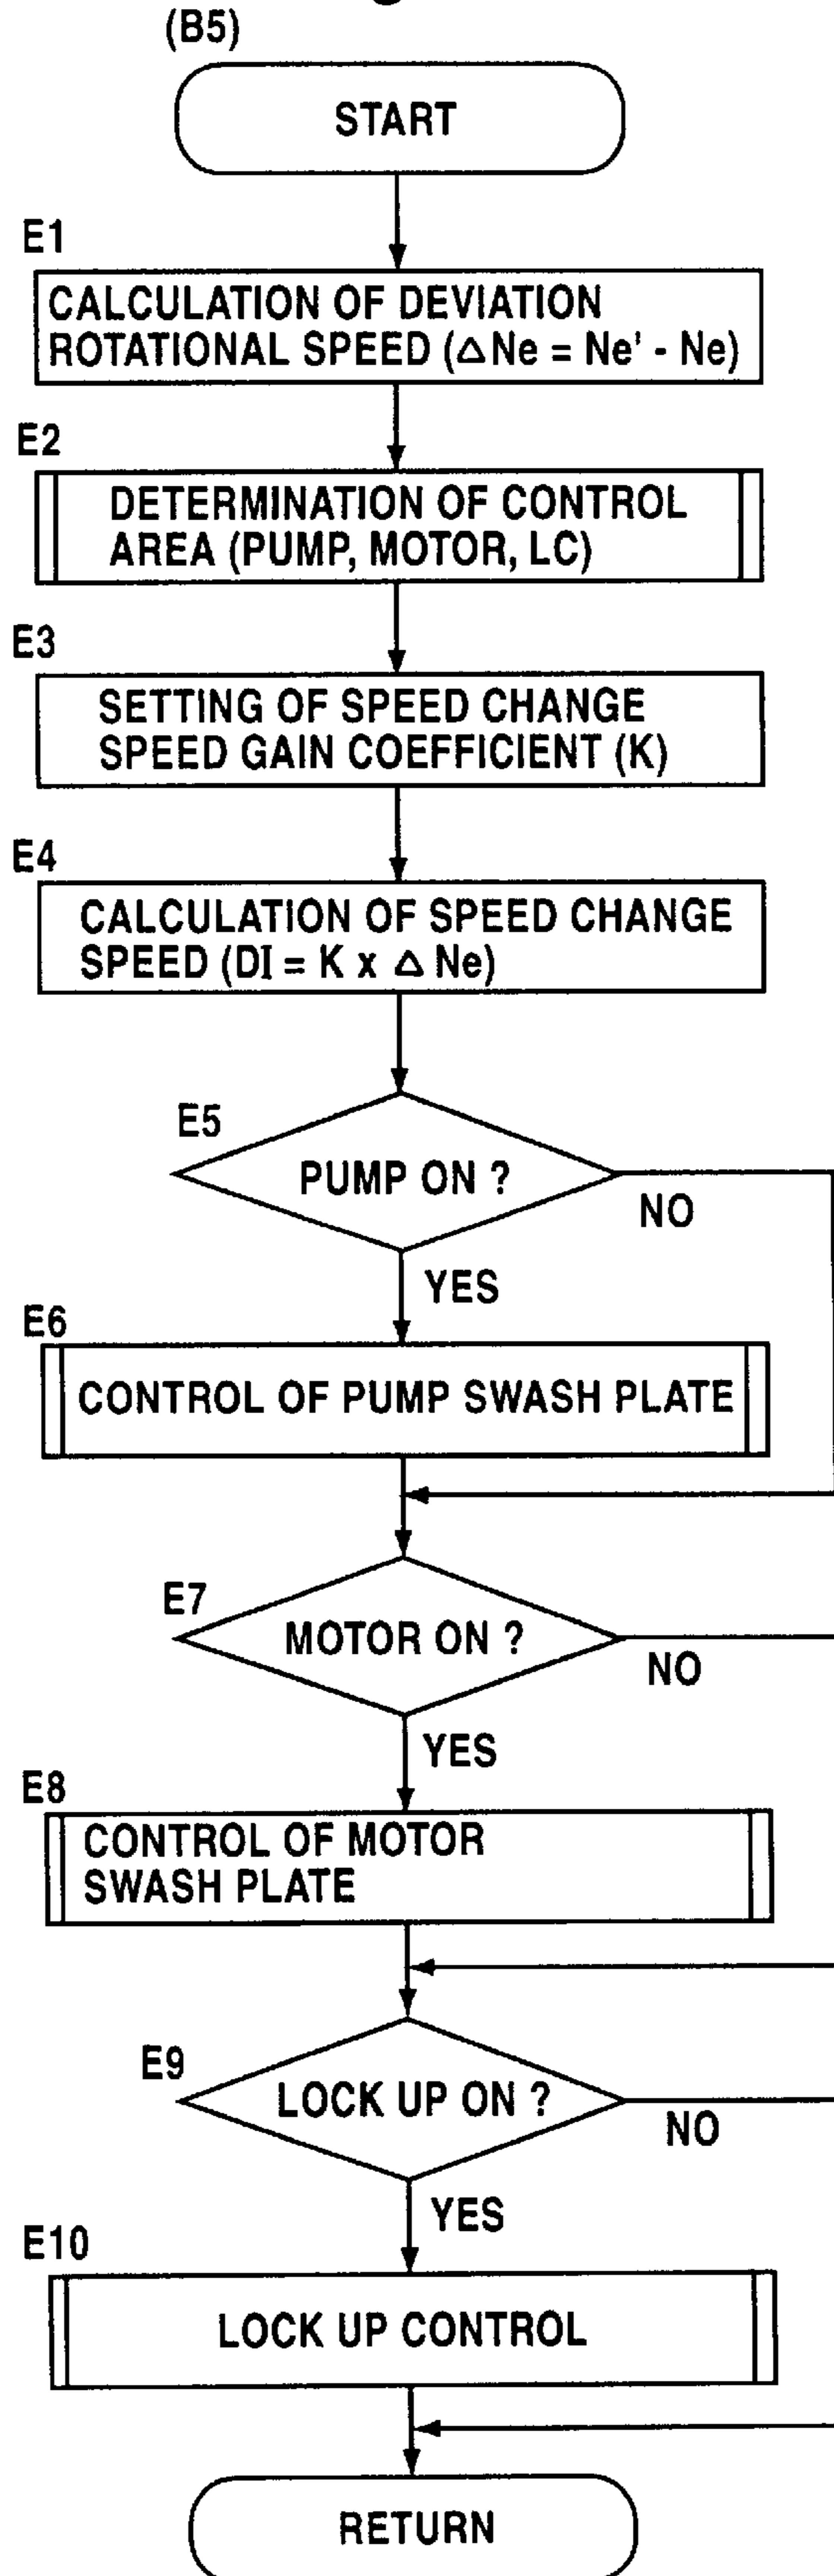 (B5)
START
E1
CALCULATION OF DEVIATION
ROTATIONAL SPEED (△Ne = Ne' - Ne)
E2
DETERMINATION OF CONTROL
AREA (PUMP, MOTOR, LC)
E3
SETTING OF SPEED CHANGE
SPEED GAIN COEFFICIENT (K)
E4
CALCULATION OF SPEED CHANGE
SPEED (DI = K x △ Ne)
E5
PUMP ON ?
NO
YES
E6
CONTROL OF PUMP SWASH PLATE
E7
MOTOR ON ?
NO
YES
E8
CONTROL OF MOTOR
SWASH PLATE
E9
LOCK UP ON ?
NO
YES
E10
LOCK UP CONTROL
RETURN